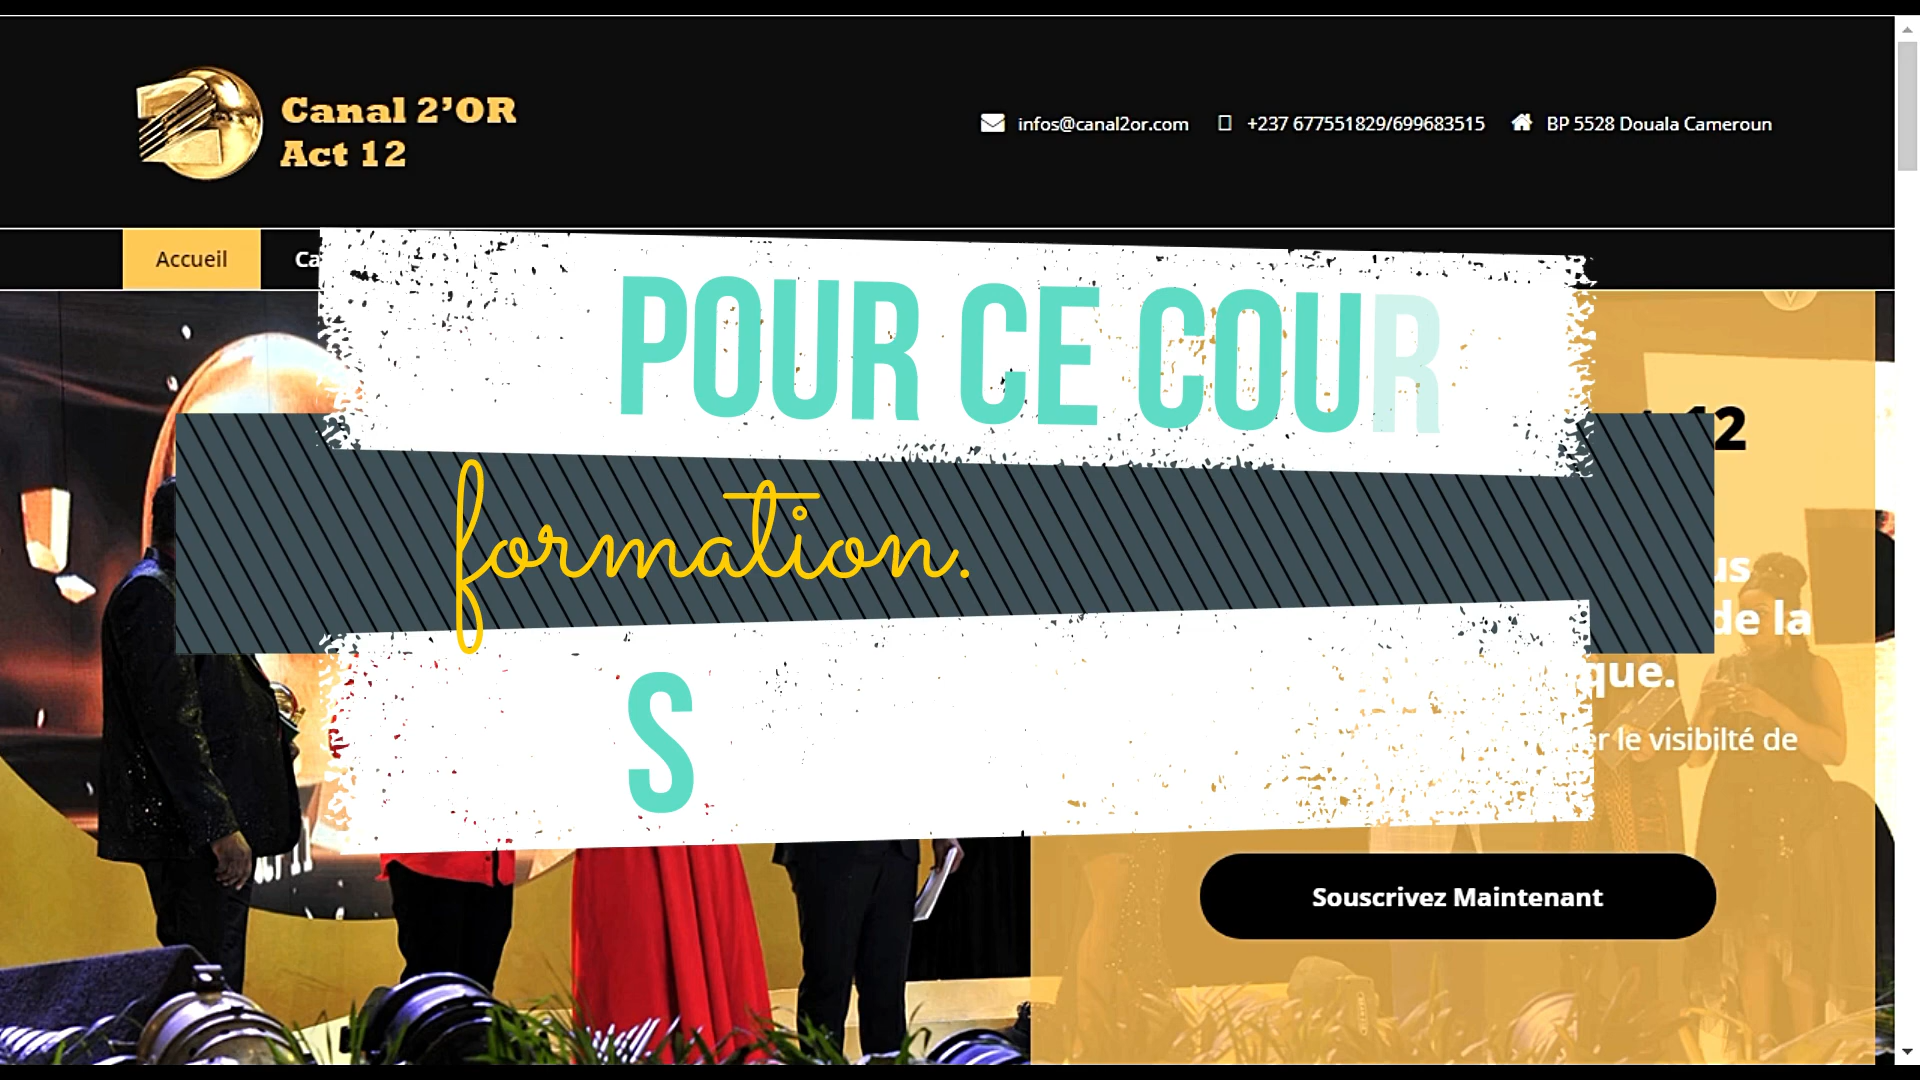 Canal 2'OR
Act 12
infos@canal2or.com
+237 677551829/699683515
BP 5528 Douala Cameroun
Accueil
POUR CE COUR
formation.
S
12
de la
que.
le visibilté de
Souscrivez Maintenant